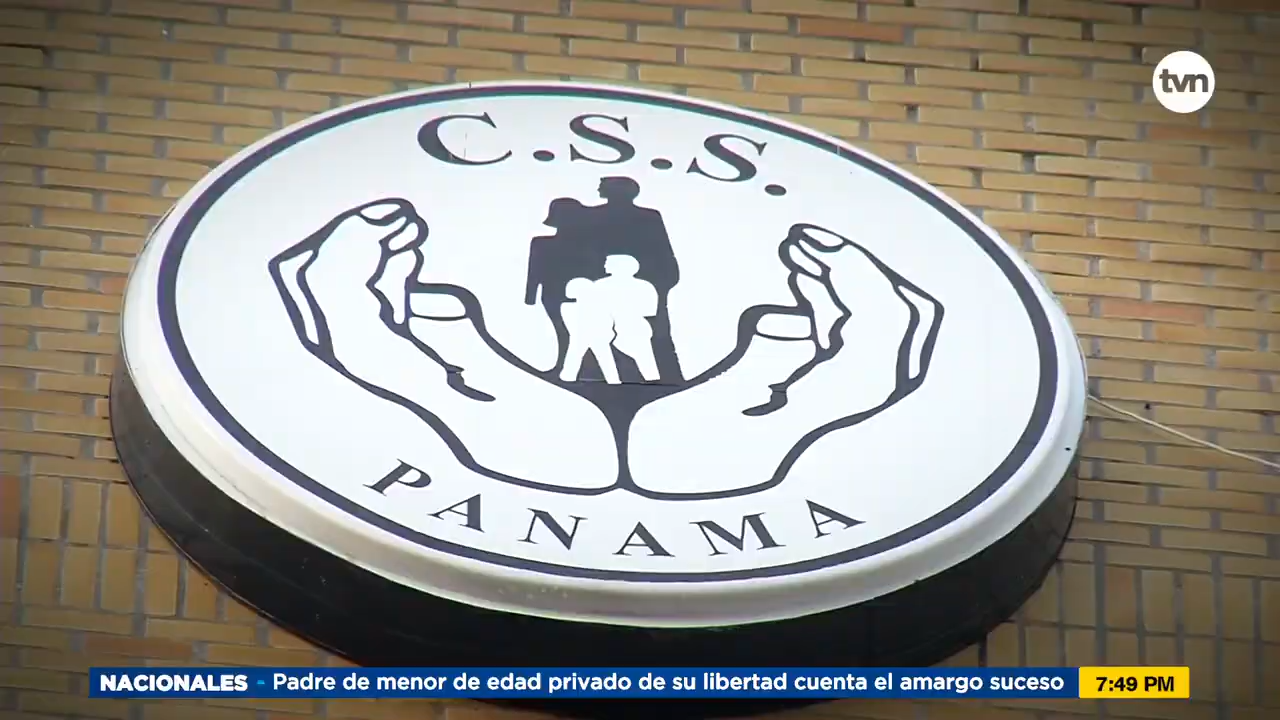 tvn
C.S.S.
PANAMA
NACIONALES - Padre de menor de edad privado de su libertad cuenta el amargo suceso
7:49 PM